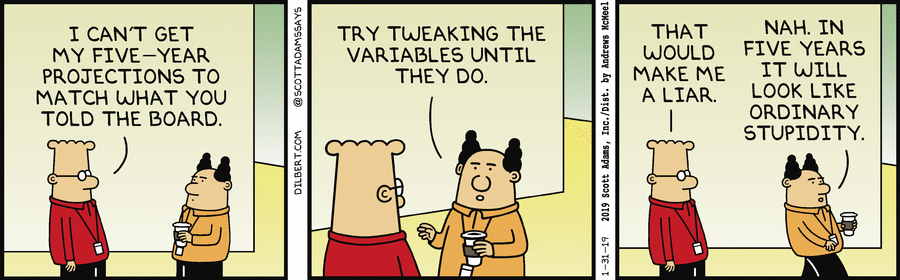 I CAN'T GET
MY FIVE-YEAR
PROJECTIONS TO
MATCH WHAT YOU
TOLD THE BOARD.
DILBERT.COM @SCOTTADAMSSAYS
TRY TWEAKING THE
VARIABLES UNTIL
THEY DO.
1-31-19 2019 Scott Adams, Inc./Dist. by Andrews McMeel
THAT
WOULD
MAKE ME
A LIAR.
NAH. IN
FIVE YEARS
IT WILL
LOOK LIKE
ORDINARY
STUPIDITY.